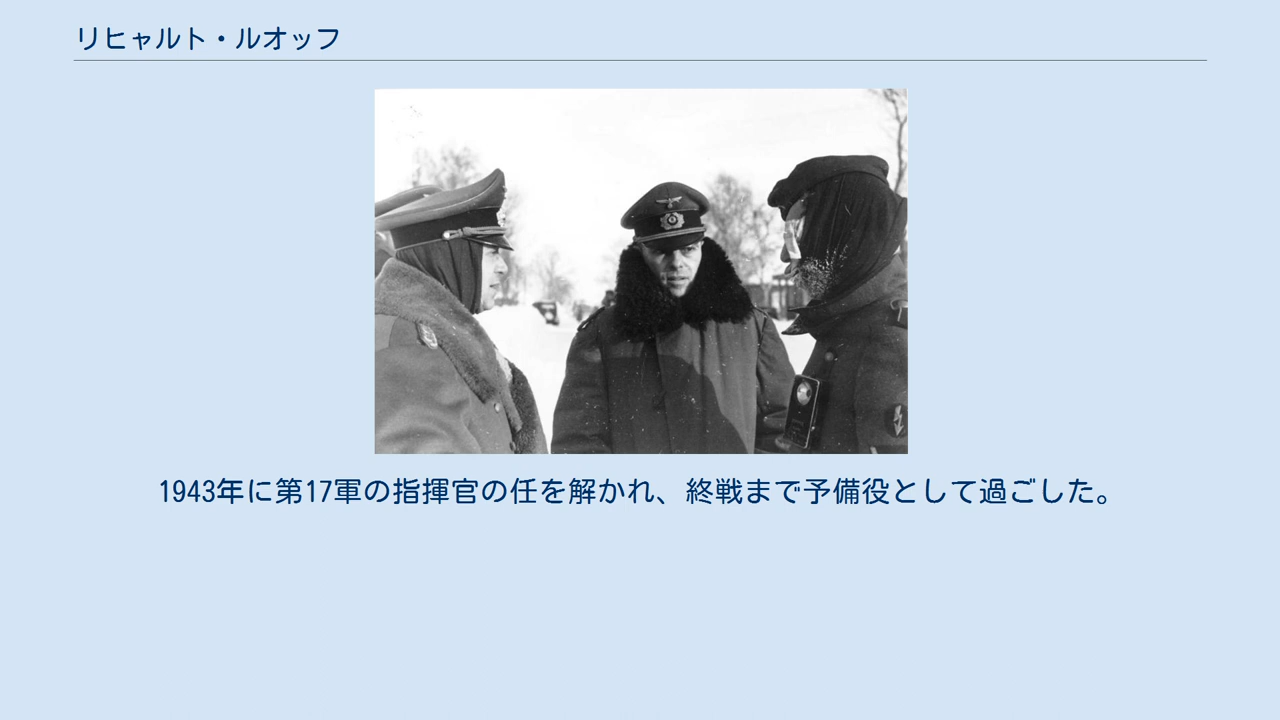 リヒャルト・ルオッフ
1943年に第17軍の指揮官の任を解かれ、終戦まで予備役として過ごした。